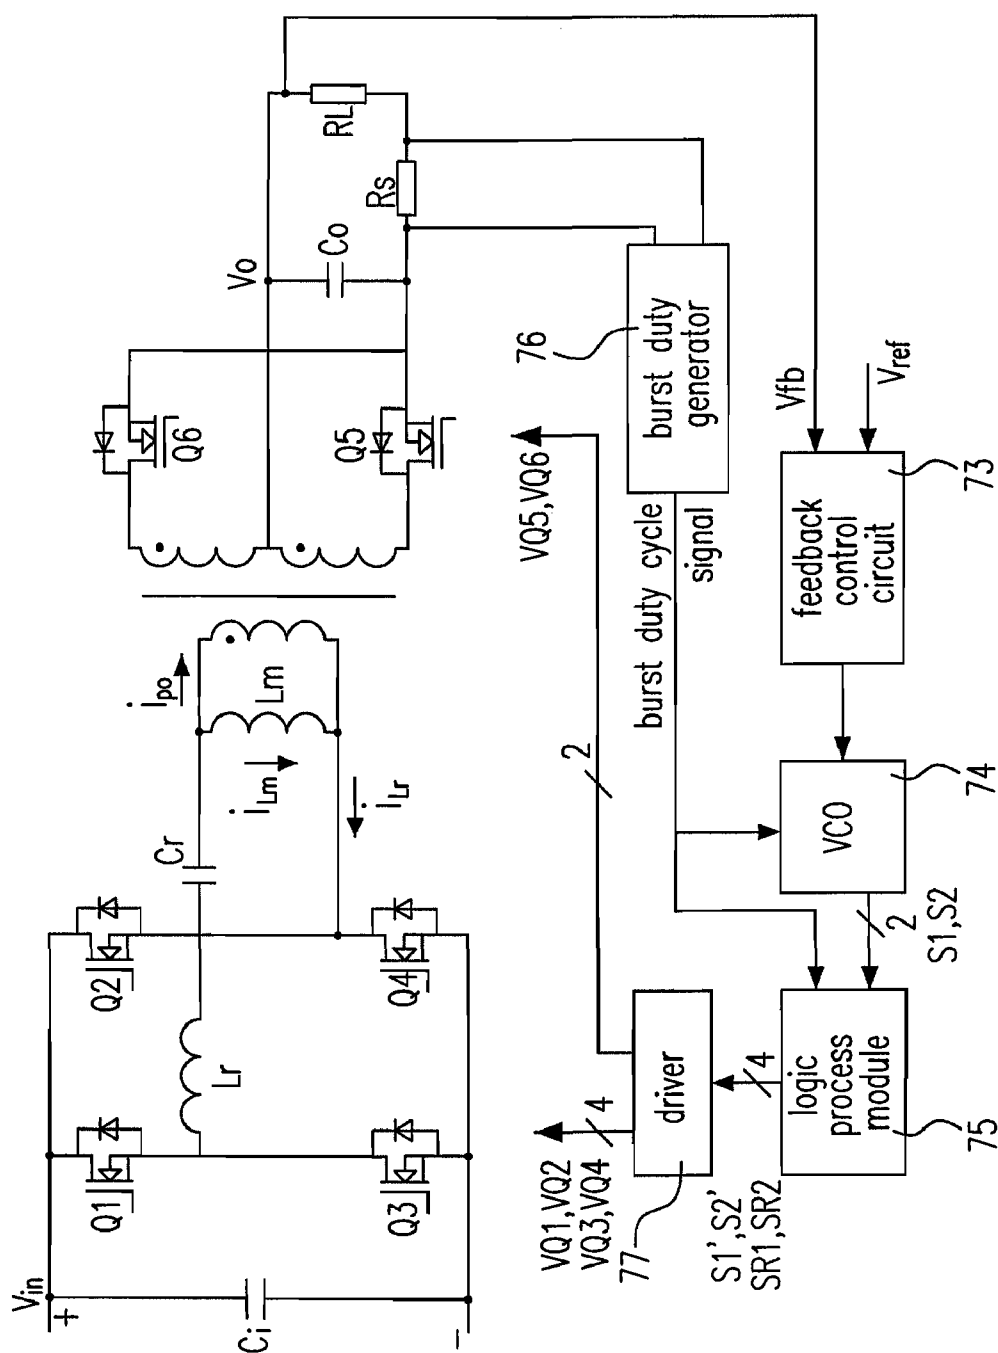 Vin
+
−
Ci
Q1
Q2
Q3
Q4
Lr
Cr
iLm
ipo
iLr
Lm
Q6
Q5
Vo
Co
Rs
RL
VQ1,VQ2
VQ3,VQ4
4
VQ5,VQ6
2
77
driver
S1',S2'
SR1,SR2
4
logic
process
module
75
burst duty cycle
signal
76
burst duty
generator
2
S1,S2
VCO
74
feedback
control
circuit
73
Vfb
Vref